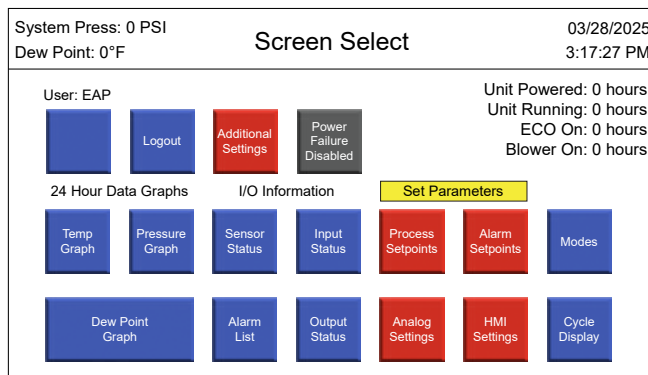 System Press: 0 PSI
Dew Point: 0°F
Screen Select
03/28/2025
3:17:27 PM
User: EAP
Unit Powered: 0 hours
Unit Running: 0 hours
ECO On: 0 hours
Blower On: 0 hours
Logout
Additional
Settings
Power
Failure
Disabled
24 Hour Data Graphs
I/O Information
Set Parameters
Temp
Graph
Pressure
Graph
Sensor
Status
Input
Status
Process
Setpoints
Alarm
Setpoints
Modes
Dew Point
Graph
Alarm
List
Output
Status
Analog
Settings
HMI
Settings
Cycle
Display